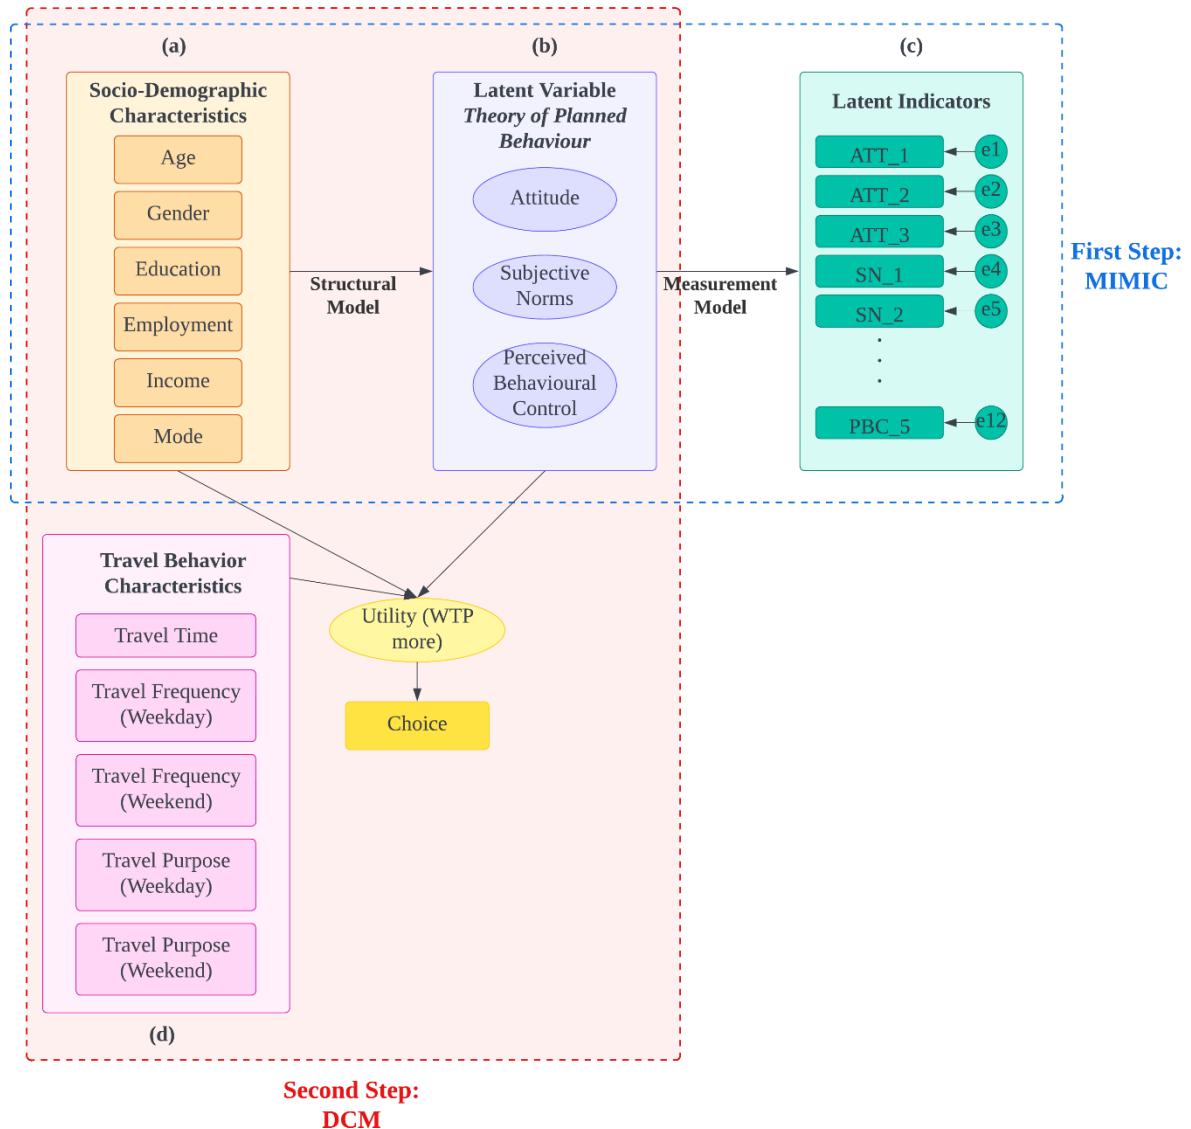 (a)
Socio-Demographic
Characteristics
Age
Gender
Education
Employment
Income
Mode
Structural
Model
(b)
Latent Variable
Theory of Planned
Behaviour
Attitude
Subjective
Norms
Perceived
Behavioural
Control
Measurement
Model
(c)
Latent Indicators
ATT_1
e1
ATT_2
e2
ATT_3
e3
SN_1
e4
SN_2
e5
PBC_5
e12
First Step:
MIMIC
Travel Behavior
Characteristics
Travel Time
Travel Frequency
(Weekday)
Travel Frequency
(Weekend)
Travel Purpose
(Weekday)
Travel Purpose
(Weekend)
(d)
Utility (WTP
more)
Choice
Second Step:
DCM